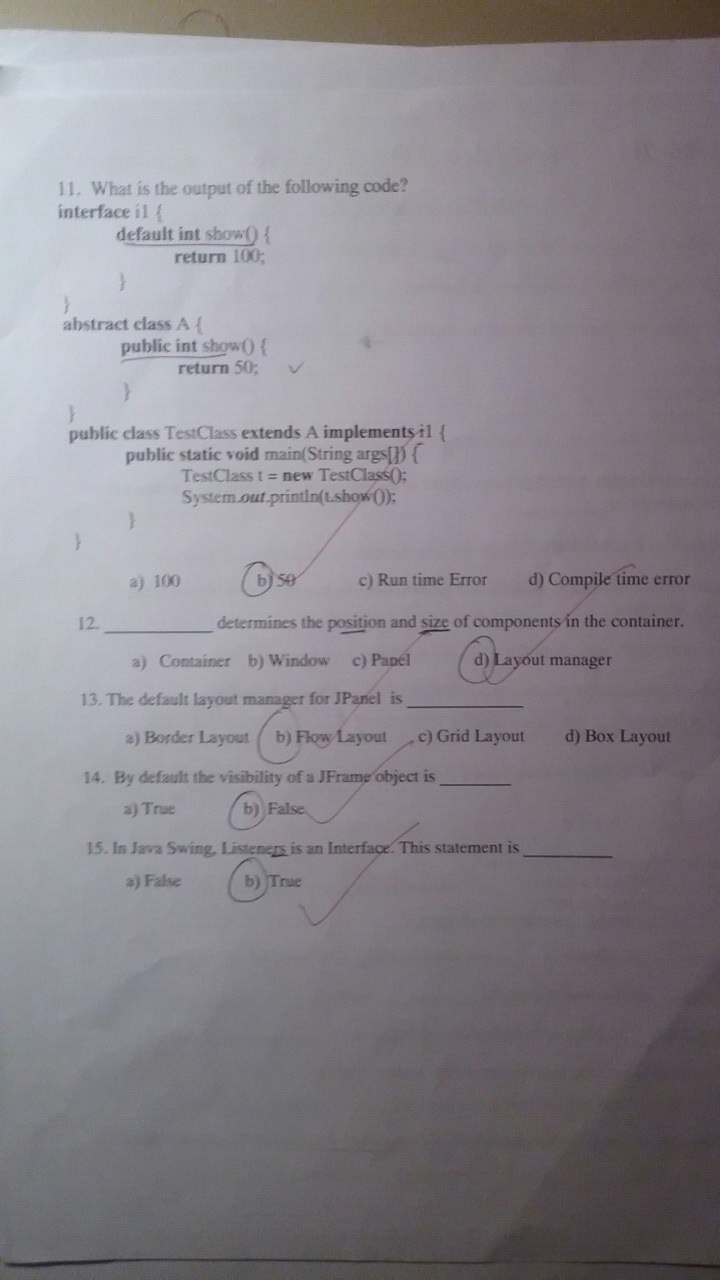 11. What is the output of the following code?
interface i1 {
default int show() {
return 100;
}
}
abstract class A {
public int show() {
return 50;
}
}
public class TestClass extends A implements i1 {
public static void main(String args[]) {
TestClass t = new TestClass();
System.out.println(t.show());
}
}
a) 100 b) 50 c) Run time Error d) Compile time error
12. __________ determines the position and size of components in the container.
a) Container b) Window c) Panel d) Layout manager
13. The default layout manager for JPanel is __________
a) Border Layout b) Flow Layout c) Grid Layout d) Box Layout
14. By default the visibility of a JFrame object is ______
a) True b) False
15. In Java Swing, Listeners is an Interface. This statement is ________
a) False b) True